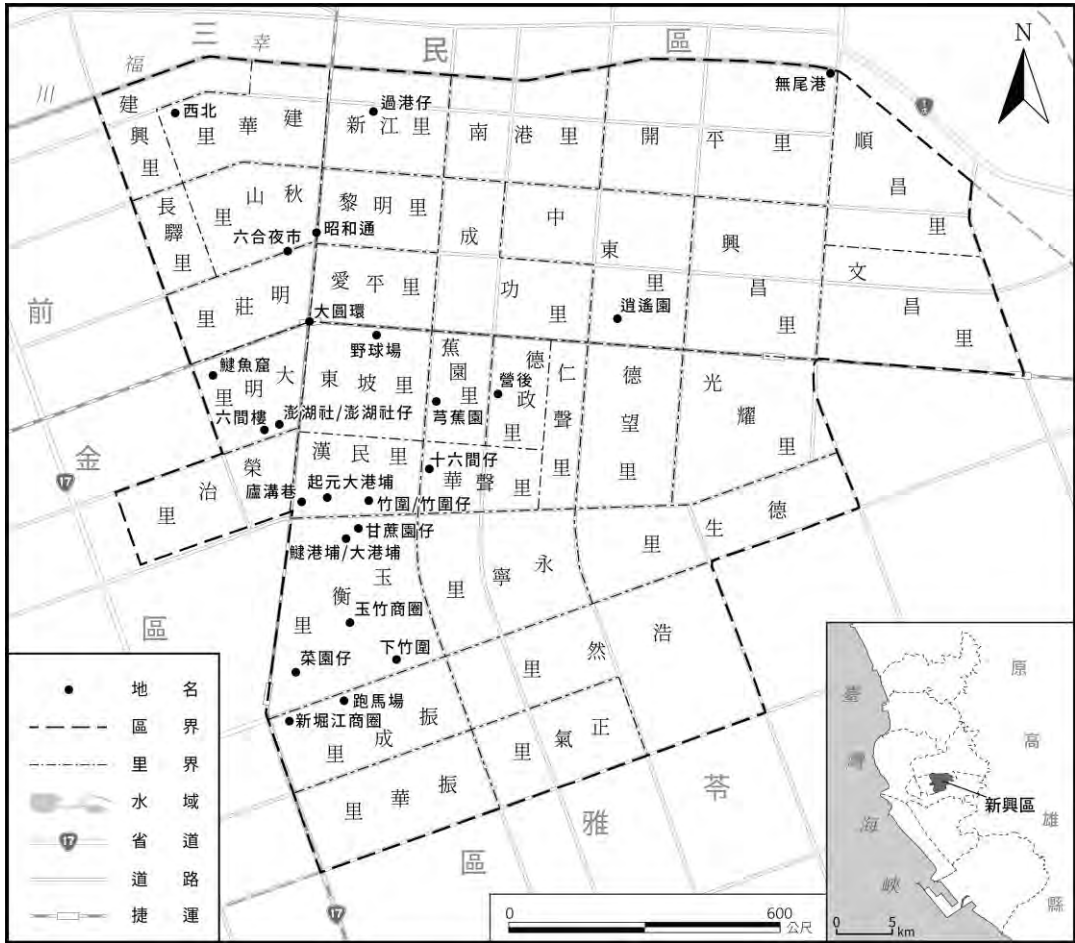 三民區
幸福川
N
無尾港
1戊
建興里
西北
建華里
過港仔
新江里
南港里
開平里
順昌里
長驛里
秋山里
黎明里
成功里
中東里
興昌里
文昌里
六合夜市
昭和通
明莊里
愛平里
逍遙園
大圓環
前金區
野球場
鰎魚窟
大明里
東坡里
蕉園里
德政里
營後
仁聲里
德望里
光耀里
芎蕉園
六間樓
澎湖社/澎湖社仔
漢民里
十六間仔
華聲里
榮治里
廬溝巷
起元大港埔
竹圍/竹圍仔
17
甘蔗園仔
鰎港埔/大港埔
玉衡里
永寧里
德生里
玉竹商圈
下竹圍
菜園仔
浩然里
跑馬場
新堀江商圈
振成里
正氣里
振華里
苓雅區
17
地名
區界
里界
水域
17
省道
道路
捷運
0
600
公尺
臺灣海峽
原高雄縣
新興區
0
5
km